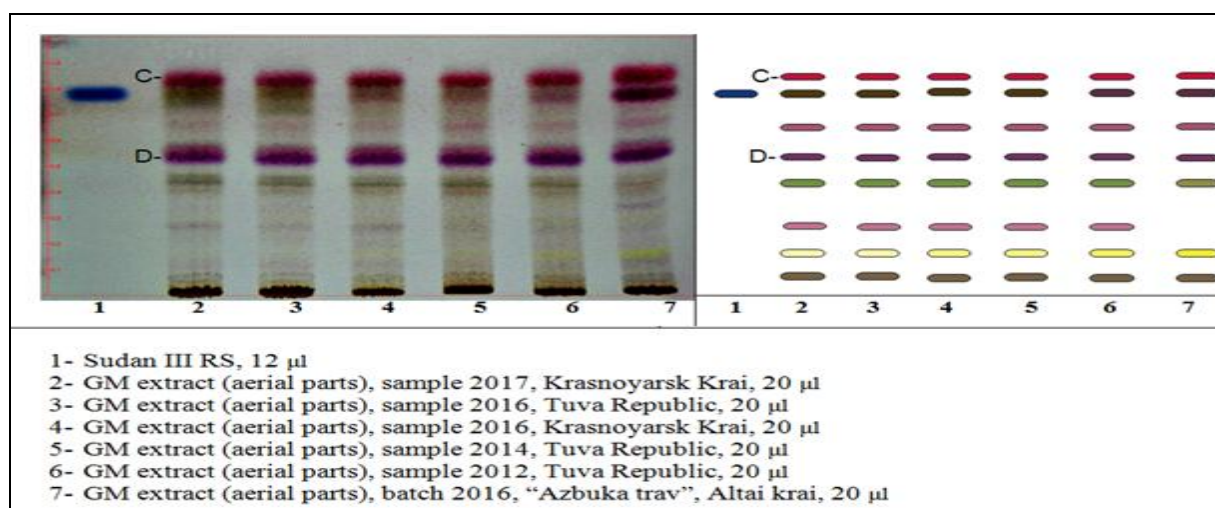 C-
D-
1 2 3 4 5 6 7
C-
D-
1 2 3 4 5 6 7
1- Sudan III RS, 12 µl
2- GM extract (aerial parts), sample 2017, Krasnoyarsk Krai, 20 µl
3- GM extract (aerial parts), sample 2016, Tuva Republic, 20 µl
4- GM extract (aerial parts), sample 2016, Krasnoyarsk Krai, 20 µl
5- GM extract (aerial parts), sample 2014, Tuva Republic, 20 µl
6- GM extract (aerial parts), sample 2012, Tuva Republic, 20 µl
7- GM extract (aerial parts), batch 2016, “Azbuka trav”, Altai krai, 20 µl